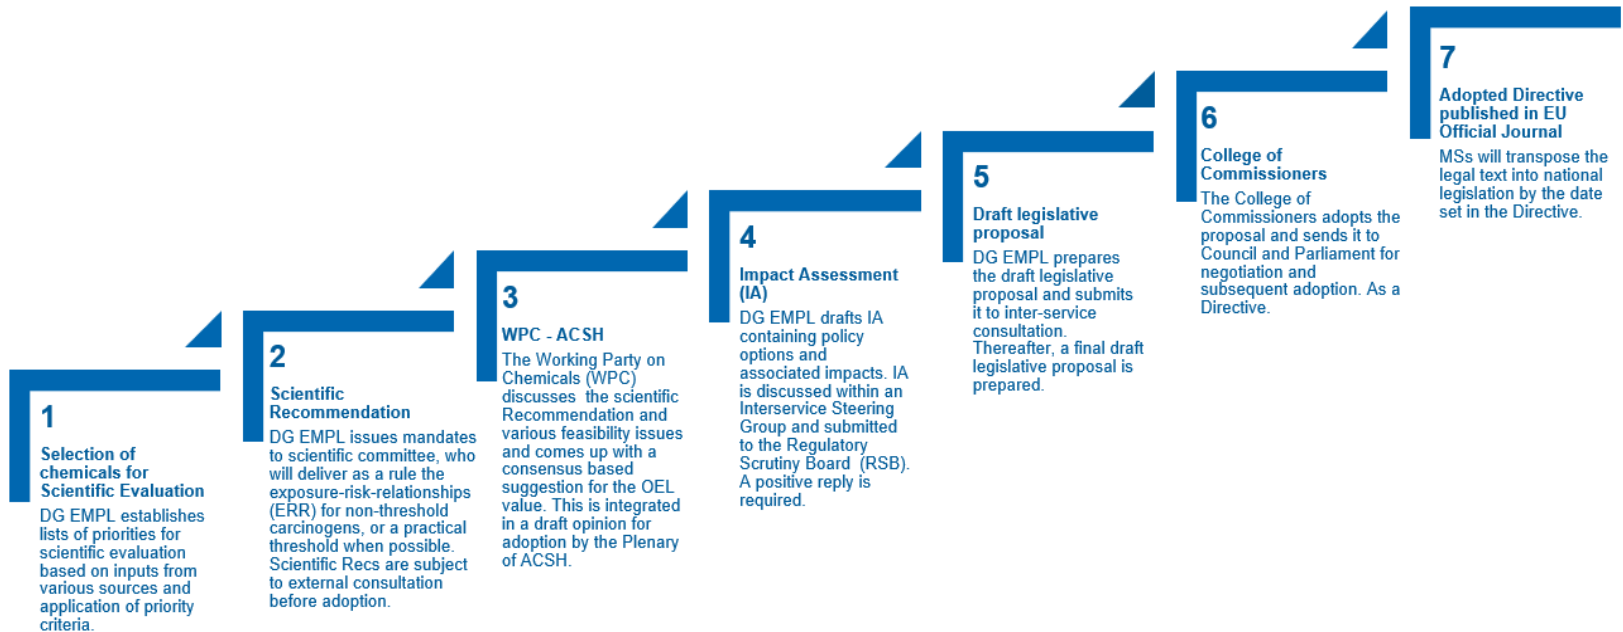 1
Selection of
chemicals for
Scientific Evaluation
DG EMPL establishes
lists of priorities for
scientific evaluation
based on inputs from
various sources and
application of priority
criteria.
2
Scientific
Recommendation
DG EMPL issues mandates
to scientific committee, who
will deliver as a rule the
exposure-risk-relationships
(ERR) for non-threshold
carcinogens, or a practical
threshold when possible.
Scientific Recs are subject
to external consultation
before adoption.
3
WPC - ACSH
The Working Party on
Chemicals (WPC)
discusses the scientific
Recommendation and
various feasibility issues
and comes up with a
consensus based
suggestion for the OEL
value. This is integrated
in a draft opinion for
adoption by the Plenary
of ACSH.
4
Impact Assessment
(IA)
DG EMPL drafts IA
containing policy
options and
associated impacts. IA
is discussed within an
Interservice Steering
Group and submitted
to the Regulatory
Scrutiny Board (RSB).
A positive reply is
required.
5
Draft legislative
proposal
DG EMPL prepares
the draft legislative
proposal and submits
it to inter-service
consultation.
Thereafter, a final draft
legislative proposal is
prepared.
6
College of
Commissioners
The College of
Commissioners adopts the
proposal and sends it to
Council and Parliament for
negotiation and
subsequent adoption. As a
Directive.
7
Adopted Directive
published in EU
Official Journal
MSs will transpose the
legal text into national
legislation by the date
set in the Directive.